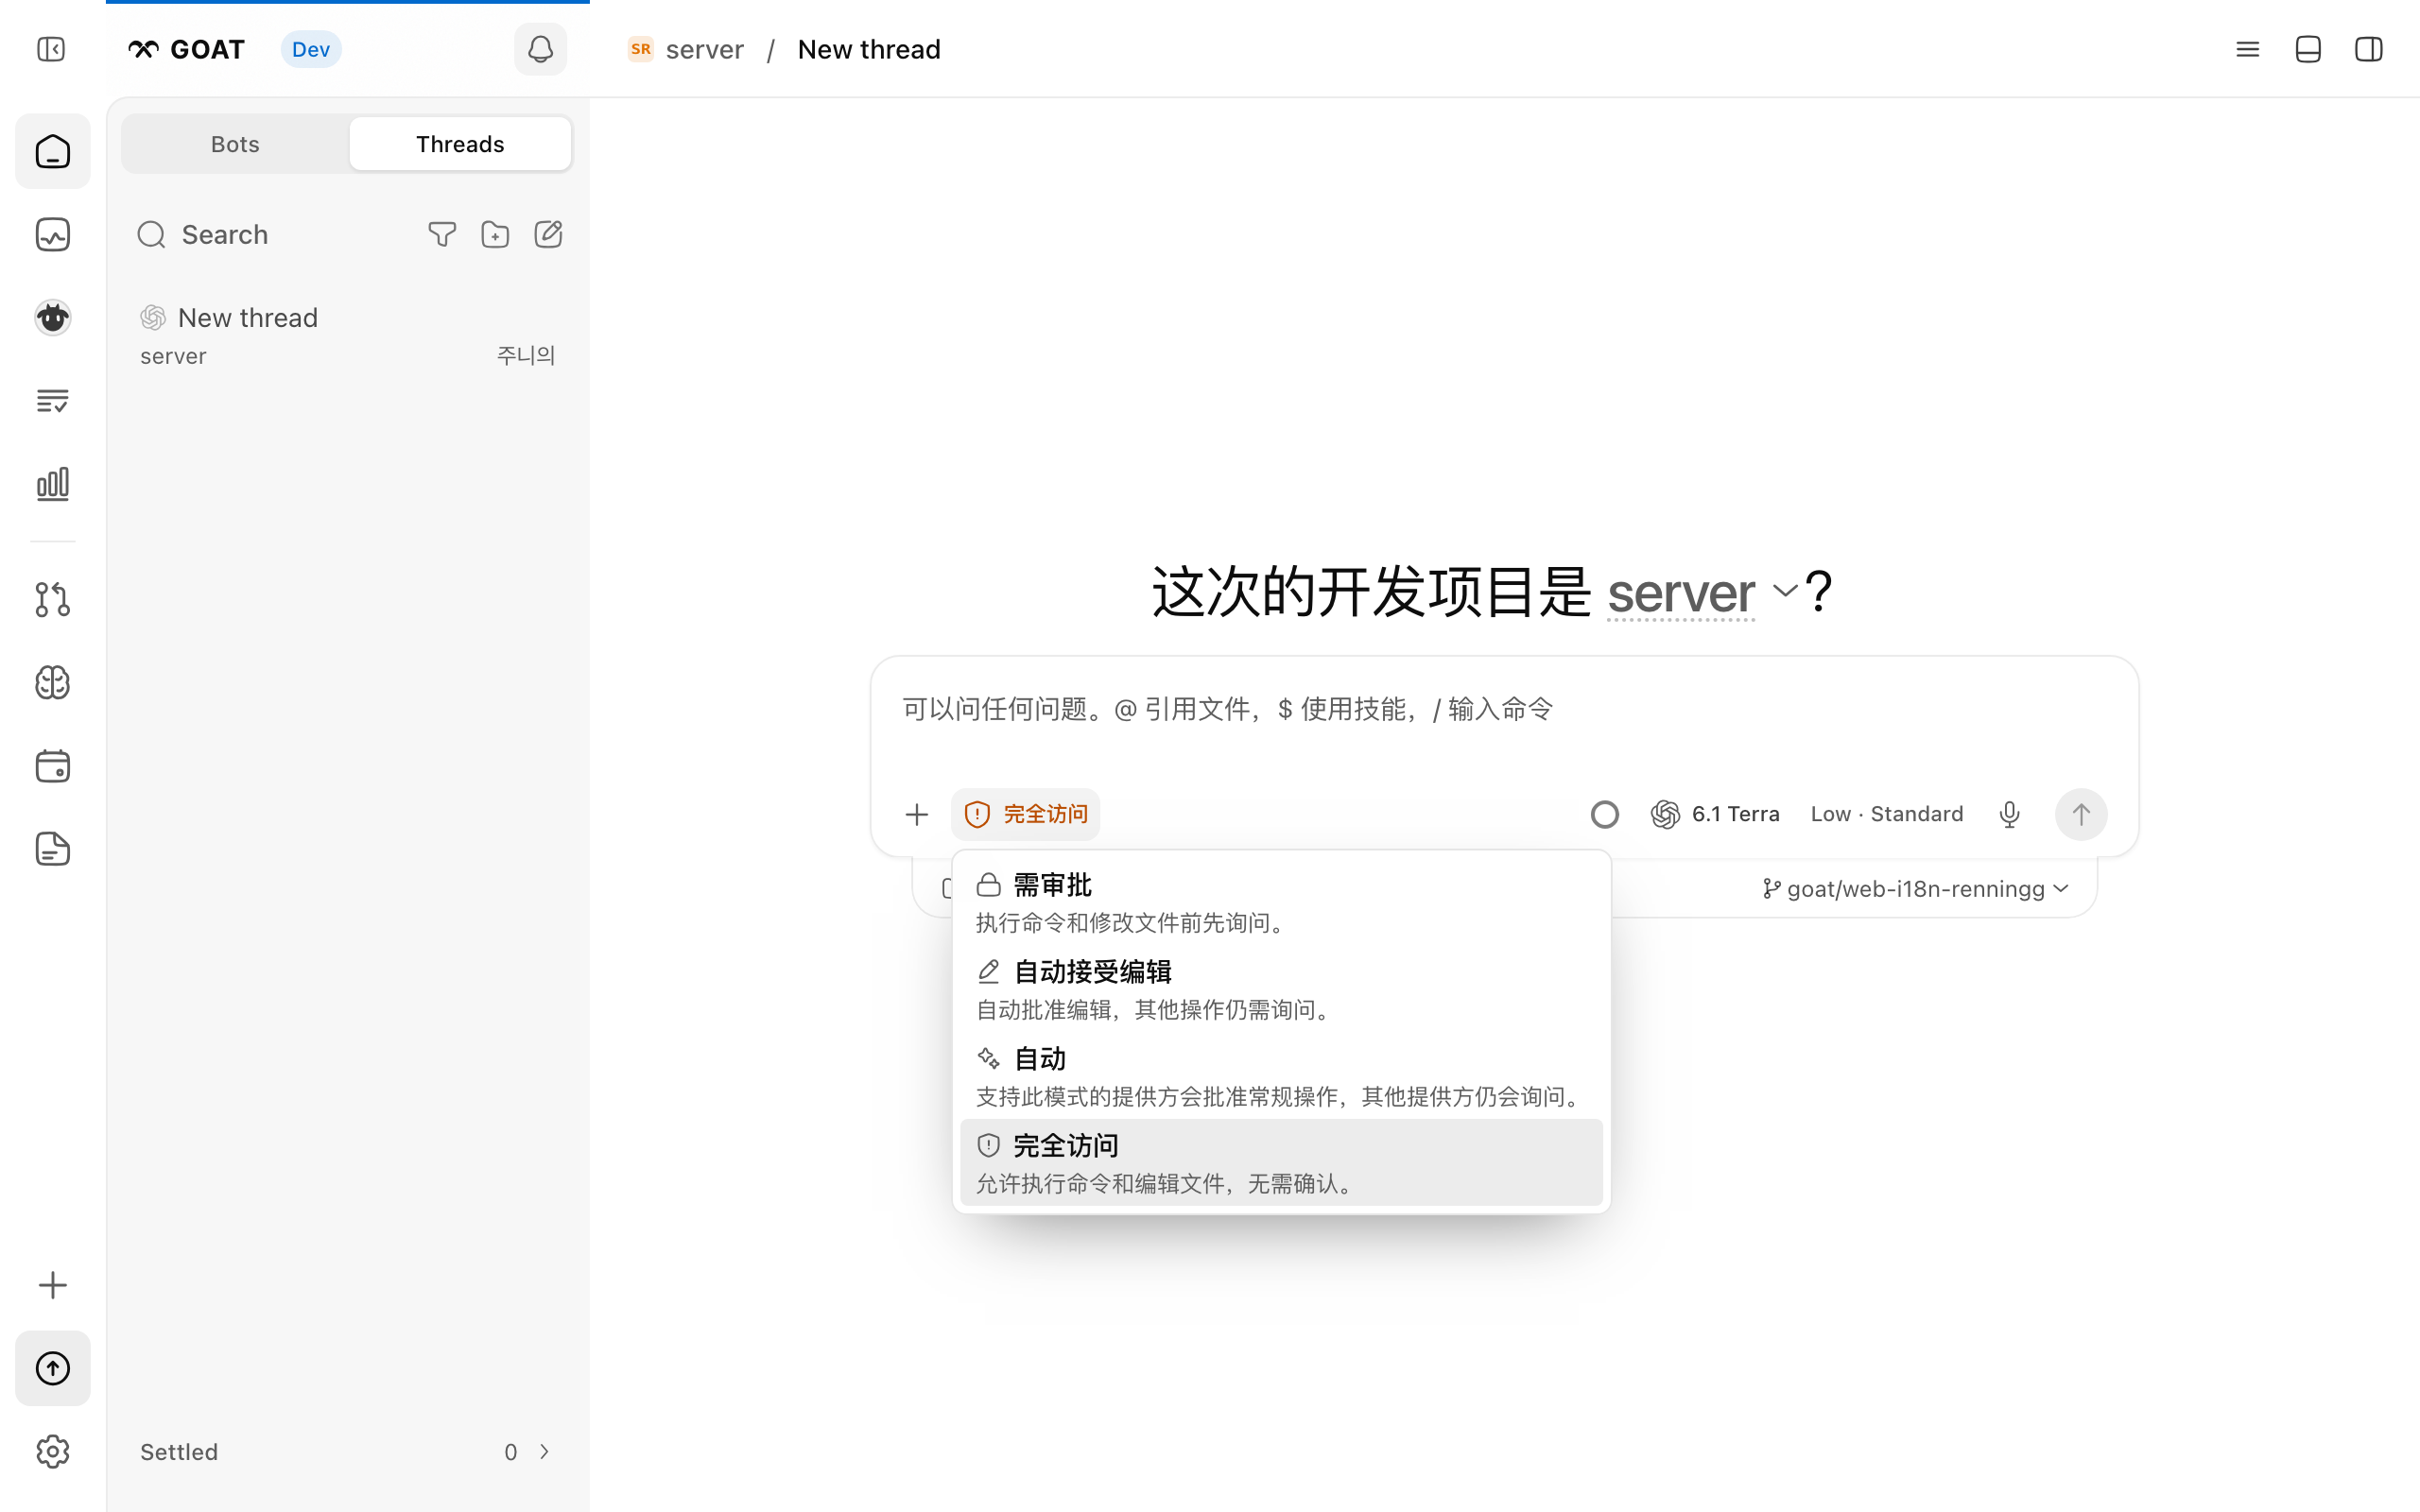 GOAT Dev
SR server / New thread
Bots Threads
Search
New thread
server 주니의
这次的开发项目是 server ?
可以问任何问题。@ 引用文件，$ 使用技能，/ 输入命令
完全访问 6.1 Terra Low · Standard
goat/web-i18n-renningg
需审批
执行命令和修改文件前先询问。
自动接受编辑
自动批准编辑，其他操作仍需询问。
自动
支持此模式的提供方会批准常规操作，其他提供方仍会询问。
完全访问
允许执行命令和编辑文件，无需确认。
Settled 0